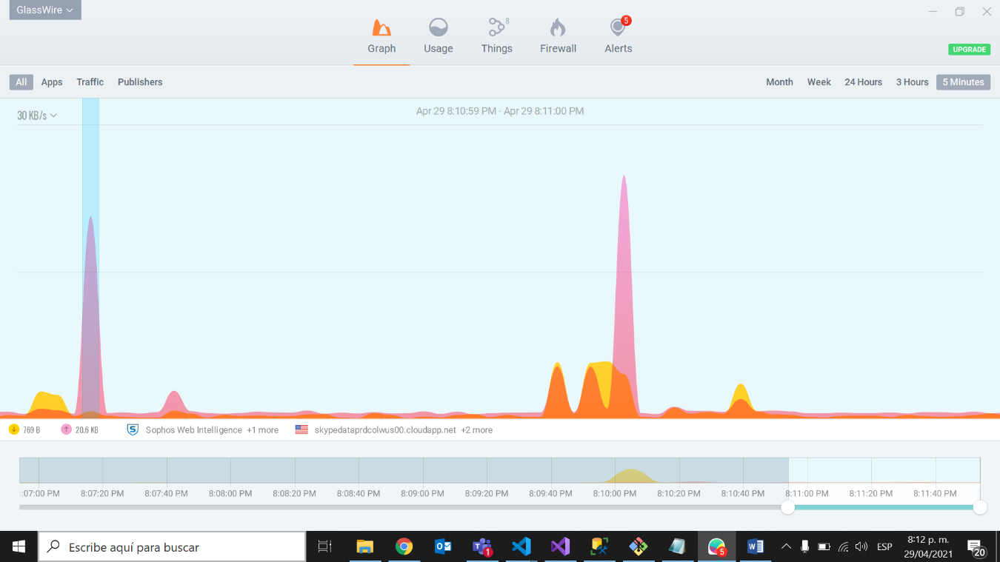 GlassWire
8
5
Graph
Usage
Things
Firewall
Alerts
UPGRADE
All
Apps
Traffic
Publishers
Month
Week
24 Hours
3 Hours
5 Minutes
30 KB/s
Apr 29 8:10:59 PM - Apr 29 8:11:00 PM
769 B
20.6 KB
S
Sophos Web Intelligence +1 more
skypedataprdcolwus00.cloudapp.net +2 more
:07:00 PM
8:07:20 PM
8:07:40 PM
8:08:00 PM
8:08:20 PM
8:08:40 PM
8:09:00 PM
8:09:20 PM
8:09:40 PM
8:10:00 PM
8:10:20 PM
8:10:40 PM
8:11:00 PM
8:11:20 PM
8:11:40 PM
Escribe aquí para buscar
1
5
ESP
8:12 p. m.
29/04/2021
20